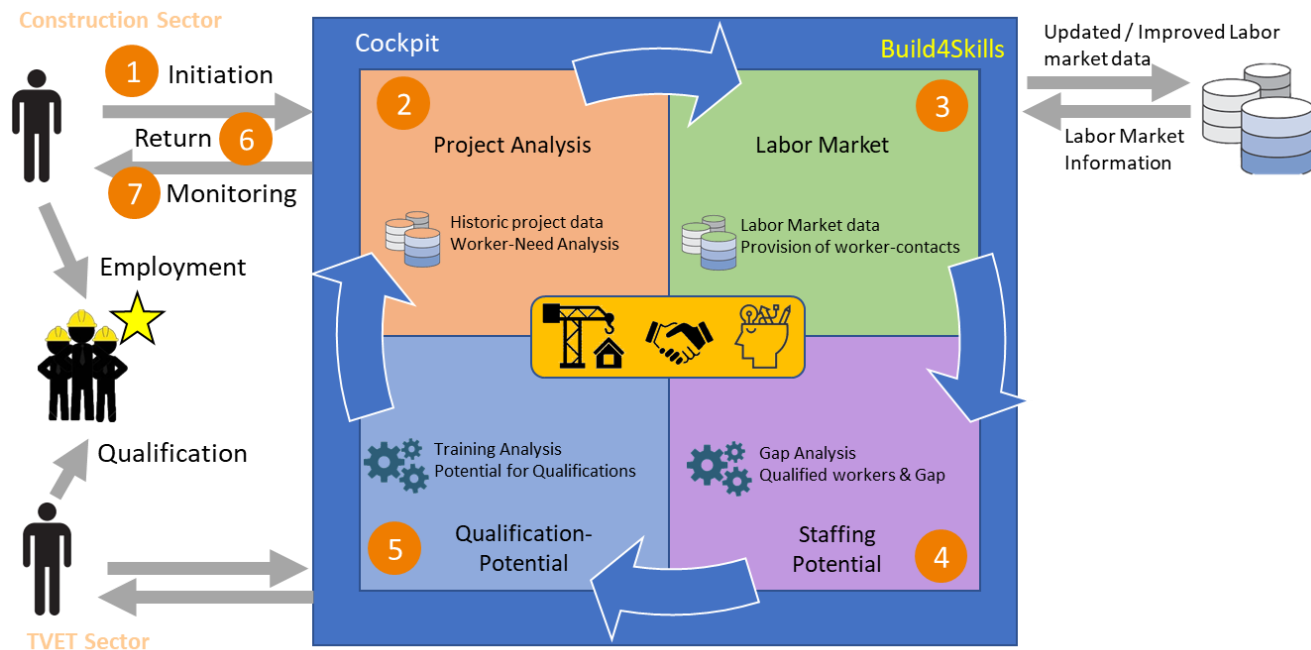 Construction Sector
1 Initiation
Return 6
7 Monitoring
Employment
Qualification
TVET Sector
Cockpit
Build4Skills
2
Project Analysis
Historic project data
Worker-Need Analysis
3
Labor Market
Labor Market data
Provision of worker-contacts
Training Analysis
Potential for Qualifications
5
Qualification-
Potential
Gap Analysis
Qualified workers & Gap
Staffing
Potential
4
Updated / Improved Labor
market data
Labor Market
Information